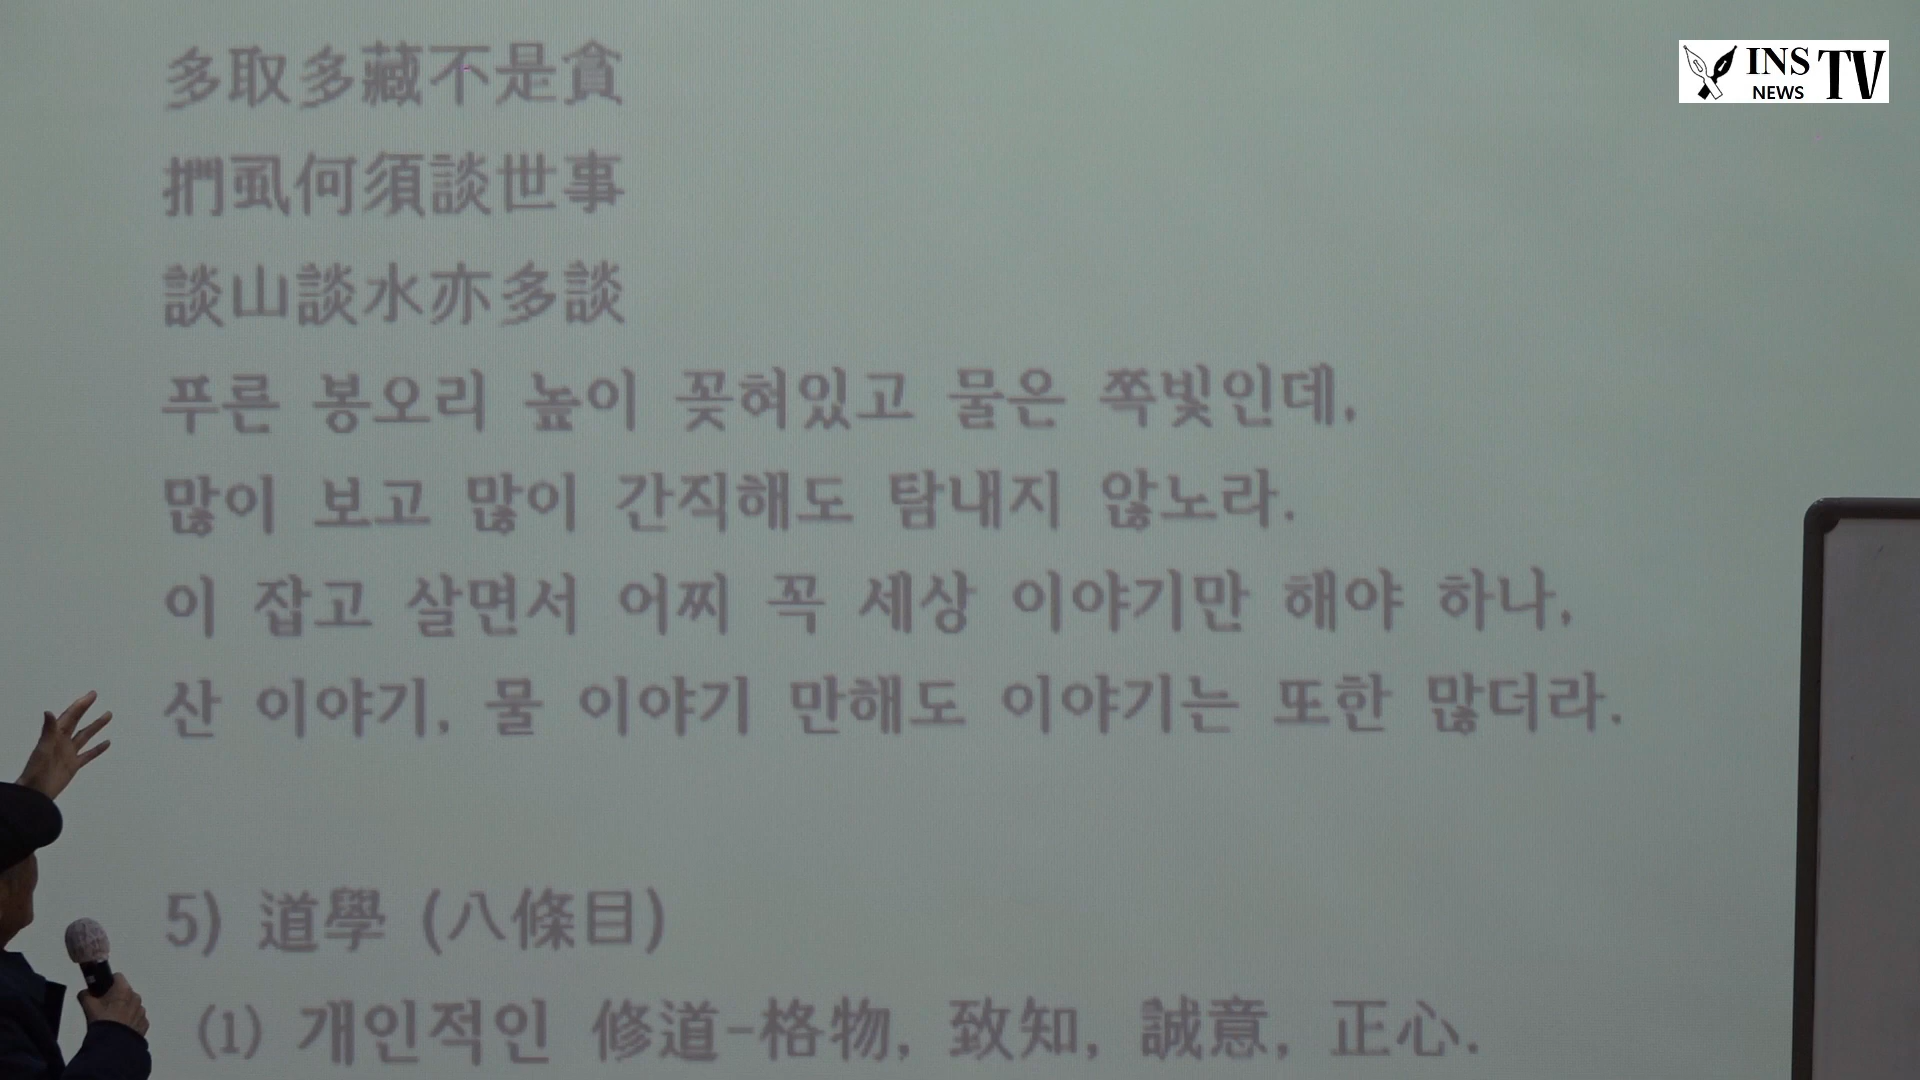 多取多藏不是貪
捫虱何須談世事
談山談水亦多談
푸른 봉오리 높이 꽂혀있고 물은 쪽빛인데,
많이 보고 많이 간직해도 탐내지 않노라.
이 잡고 살면서 어찌 꼭 세상 이야기만 해야 하나,
산 이야기, 물 이야기 만해도 이야기는 또한 많더라.
5) 道學 (八條目)
(1) 개인적인 修道-格物, 致知, 誠意, 正心.
INS NEWS TV